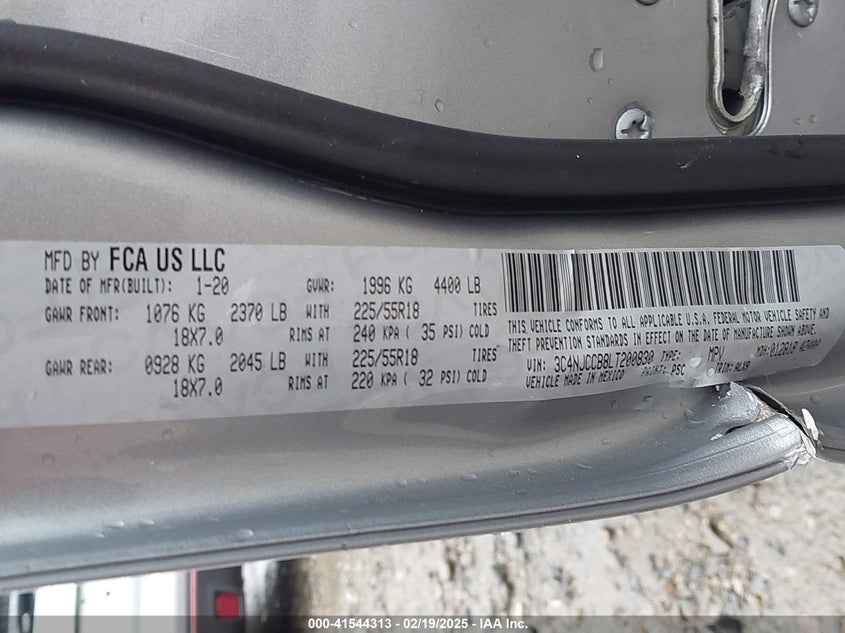 MFD BY FCA US LLC
DATE OF MFR(BUILT): 1-20 GVWR: 1996 KG 4400 LB
GAWR FRONT: 1076 KG 2370 LB WITH 225/55R18 TIRES
18X7.0 RIMS AT 240 KPA ( 35 PSI) COLD
GAWR REAR: 0928 KG 2045 LB WITH 225/55R18 TIRES
18X7.0 RIMS AT 220 KPA ( 32 PSI) COLD
THIS VEHICLE CONFORMS TO ALL APPLICABLE U.S.A. FEDERAL MOTOR VEHICLE SAFETY AND
THEFT PREVENTION STANDARDS IN EFFECT ON THE DATE OF MANUFACTURE SHOWN ABOVE.
VIN: 3C4NJCCB8LT200830 TYPE: MPV
VEHICLE MADE IN MEXICO PAINT: PSC TRIM: ALX9
000-41544313 - 02/19/2025 - IAA Inc.